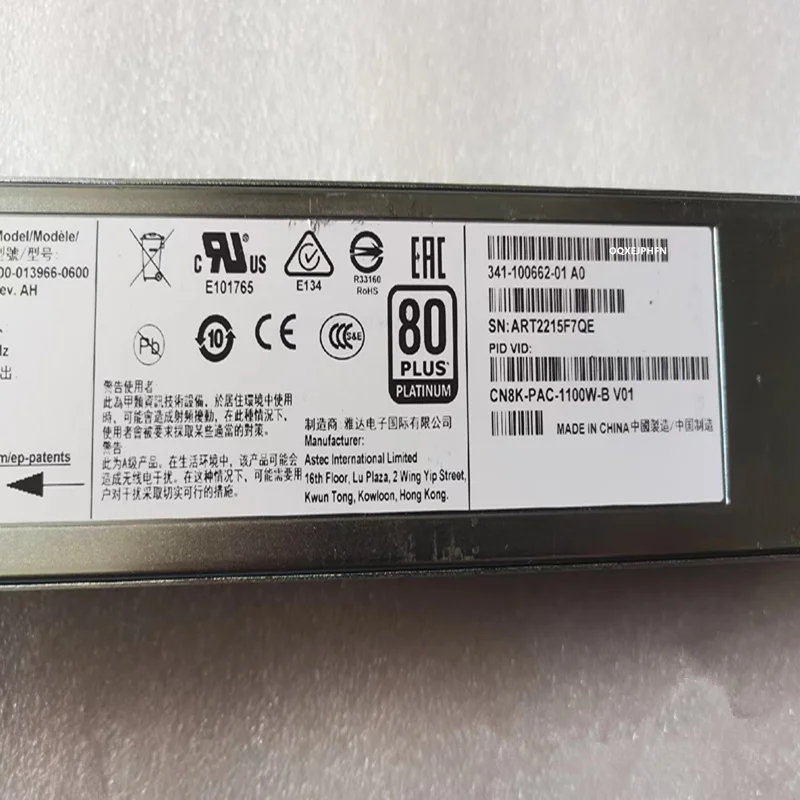 Model/Modèle/
型號/型号:
00-013966-0600
ev. AH
Hz
出
m/ep-patents
c RU® US
E101765
E134
R33160
RoHS
EAC
Pb
10
CE
CCC S&E
80
PLUS
PLATINUM
警告使用者:
此為甲類資訊技術設備，於居住環境中使用
時，可能會造成射頻擾動，在此種情況下，
使用者會被要求採取某些適當的對策。
警告
此为A级产品。在生活环境中，该产品可能会
造成无线电干扰。在这种情况下，可能需要用
户对干扰采取切实可行的措施。
制造商: 雅达电子国际有限公司
Manufacturer:
Astec International Limited
16th Floor, Lu Plaza, 2 Wing Yip Street,
Kwun Tong, Kowloon, Hong Kong.
OQXEJPHFN
341-100662-01 A0
SN: ART2215F7QE
PID VID:
CN8K-PAC-1100W-B V01
MADE IN CHINA 中國製造/中国制造